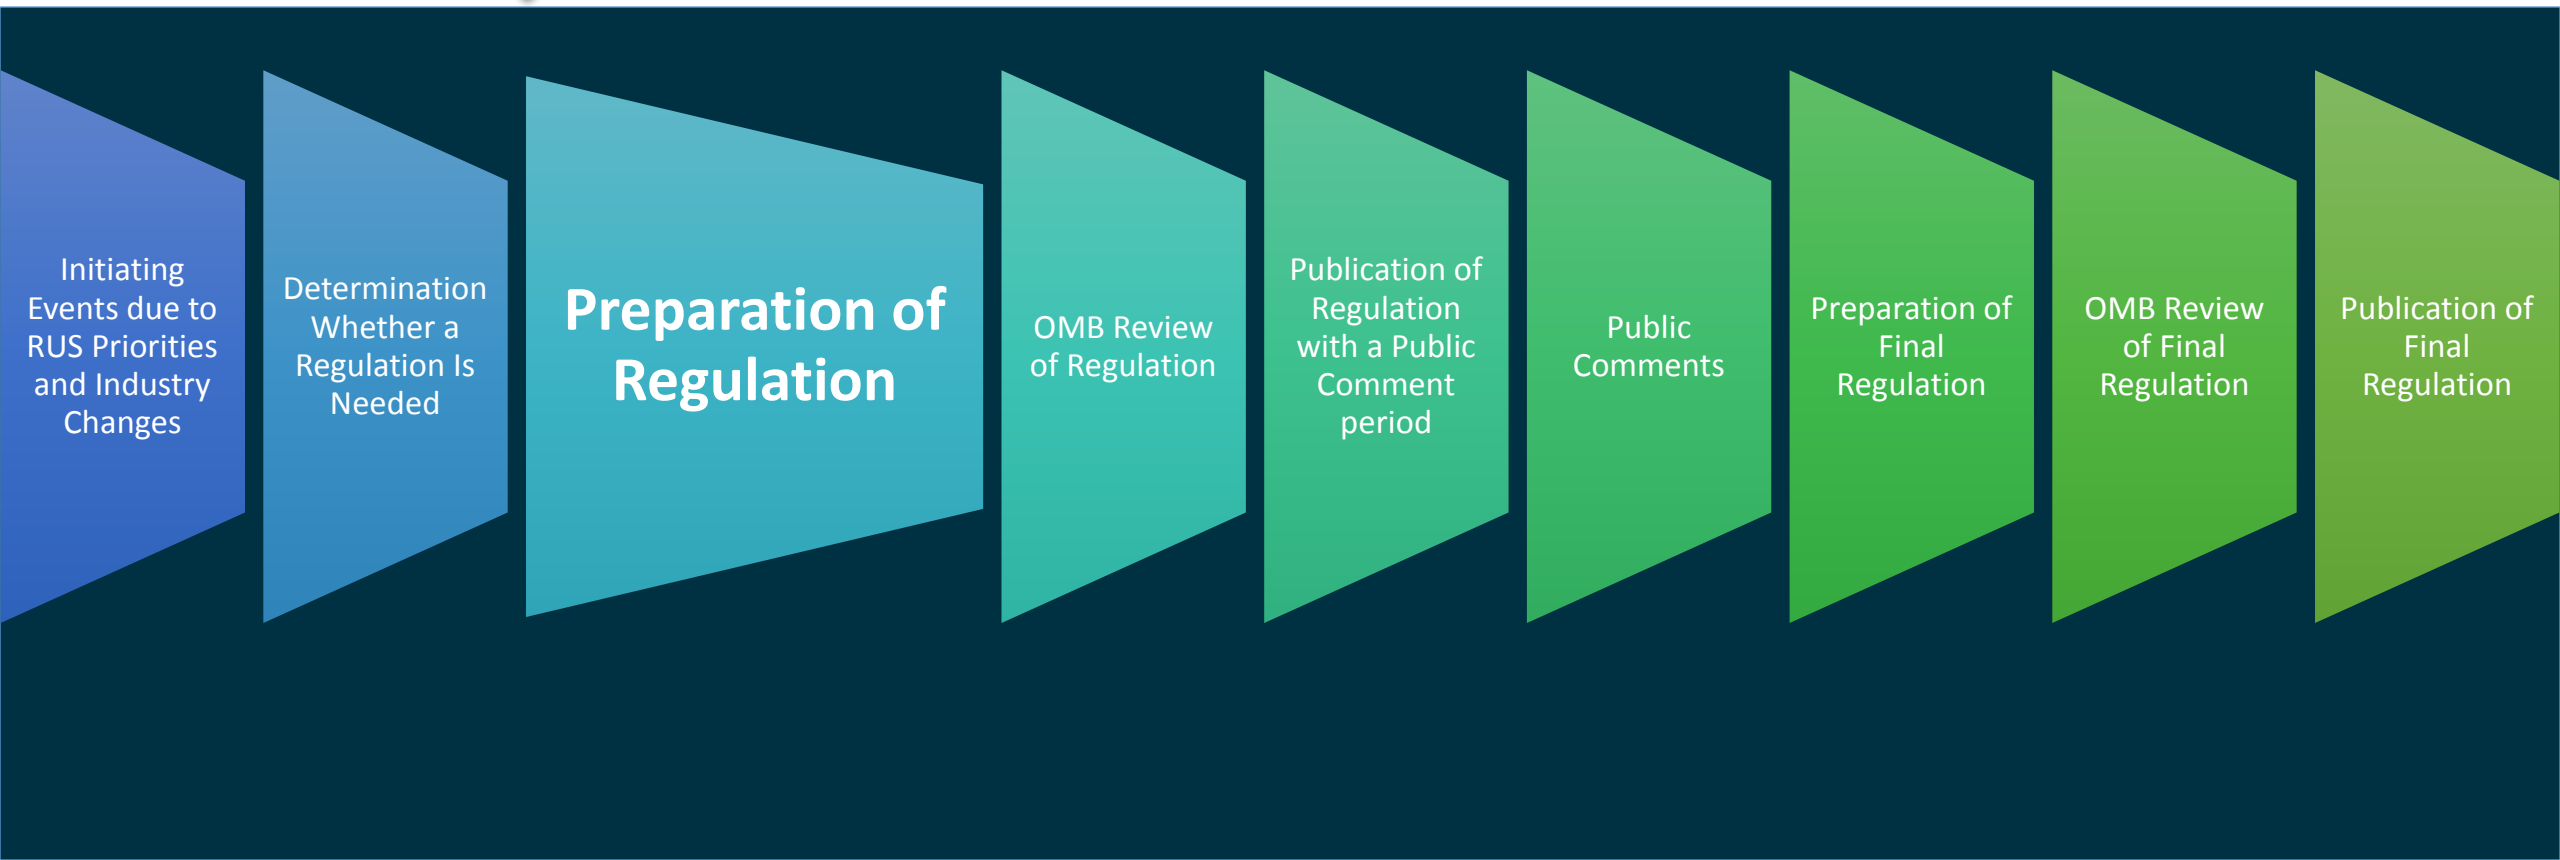 Initiating
Events due to
RUS Priorities
and Industry
Changes
Determination
Whether a
Regulation Is
Needed
Preparation of
Regulation
OMB Review
of Regulation
Publication of
Regulation
with a Public
Comment
period
Public
Comments
Preparation of
Final
Regulation
OMB Review
of Final
Regulation
Publication of
Final
Regulation